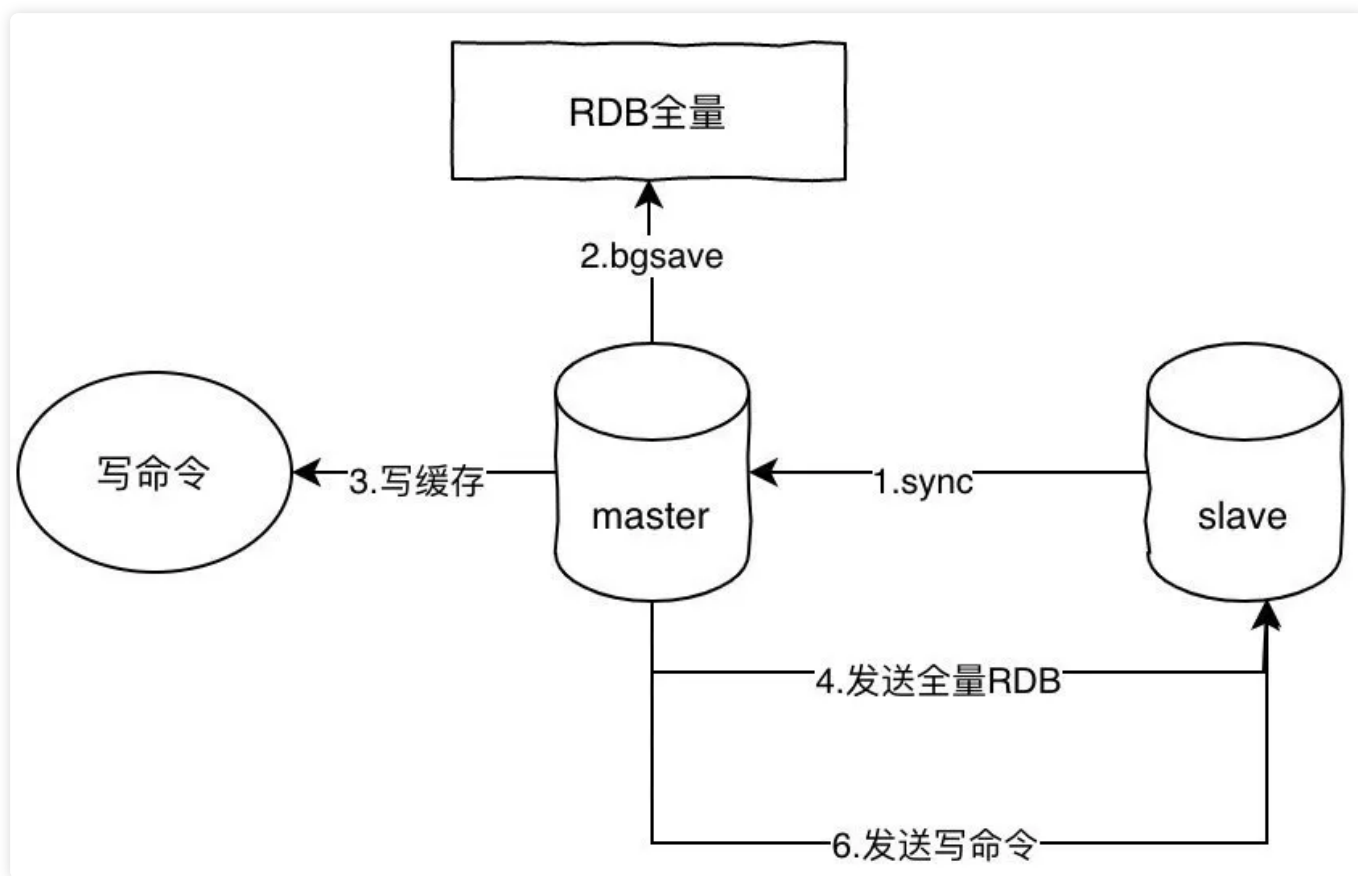 RDB全量
2.bgsave
写命令
3.写缓存
master
1.sync
slave
4.发送全量RDB
6.发送写命令